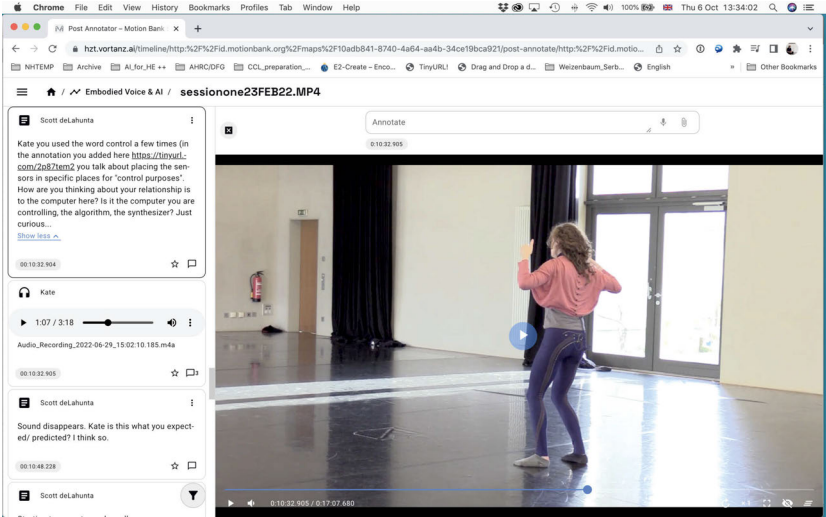 Chrome File Edit View History Bookmarks Profiles Tab Window Help 100% Thu 6 Oct 13:34:02
Post Annotator – Motion Bank
hzt.vortanz.ai/timeline/http:%2F%2Fid.motionbank.org%2Fmaps%2F10adb841-8740-4a64-aa4b-34ce19bca921/post-annotate/http:%2F%2Fid.motio...
NHTEMP Archive AI_for_HE ++ AHRC/DFG CCL_preparation_... E2-Create – Enco... TinyURL! Drag and Drop a d... Weizenbaum_Serb... English » Other Bookmarks
/ Embodied Voice & AI / sessionone23FEB22.MP4
Scott deLahunta
Kate you used the word control a few times (in
the annotation you added here https://tinyurl.-
com/2p87tem2 you talk about placing the sen-
sors in specific places for "control purposes".
How are you thinking about your relationship is
to the computer here? Is it the computer you are
controlling, the algorithm, the synthesizer? Just
curious...
Show less
00:10:32.904
Kate
1:07 / 3:18
Audio_Recording_2022-06-29_15:02:10.185.m4a
00:10:32.905 3
Scott deLahunta
Sound disappears. Kate is this what you expect-
ed/ predicted? I think so.
00:10:48.228
Scott deLahunta
Annotate
0:10:32.905
0:10:32.905 / 0:17:07.680